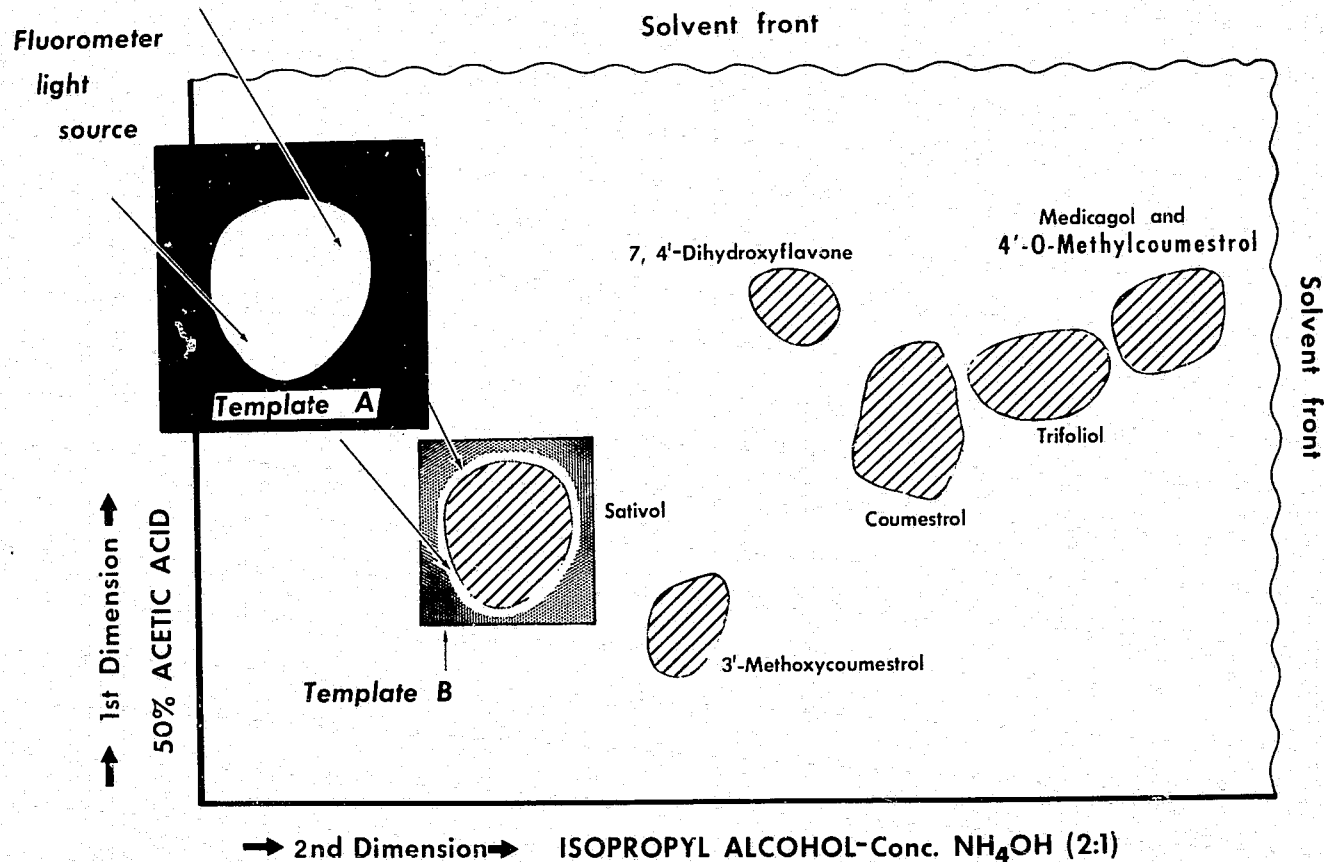 Solvent front
Fluorometer
light
source
Template A
7, 4'-Dihydroxyflavone
Medicagol and
4'-O-Methylcoumestrol
Solvent front
Trifoliol
Coumestrol
Sativol
3'-Methoxycoumestrol
Template B
→ 1st Dimension →
50% ACETIC ACID
→ 2nd Dimension → ISOPROPYL ALCOHOL-Conc. NH₄OH (2:1)